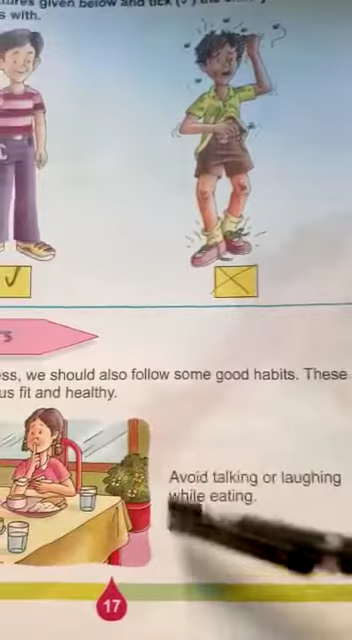 given below and tick
s with.
ess, we should also follow some good habits. These
us fit and healthy.
Avoid talking or laughing
while eating.
17